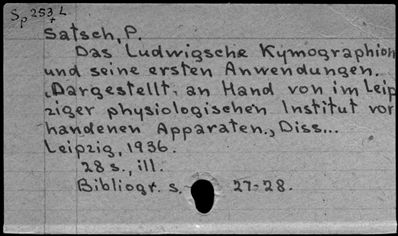 Sp 253 L
+
Satsch, P.
Das Ludwigsche Kymographion
und seine ersten Anwendungen.
„Dargestellt, an Hand von im Leip
ziger physiologischen Institut vor
handenen Apparaten., Diss...
Leipzig, 1936.
28 s., ill.
Bibliogr. s. 27-28.